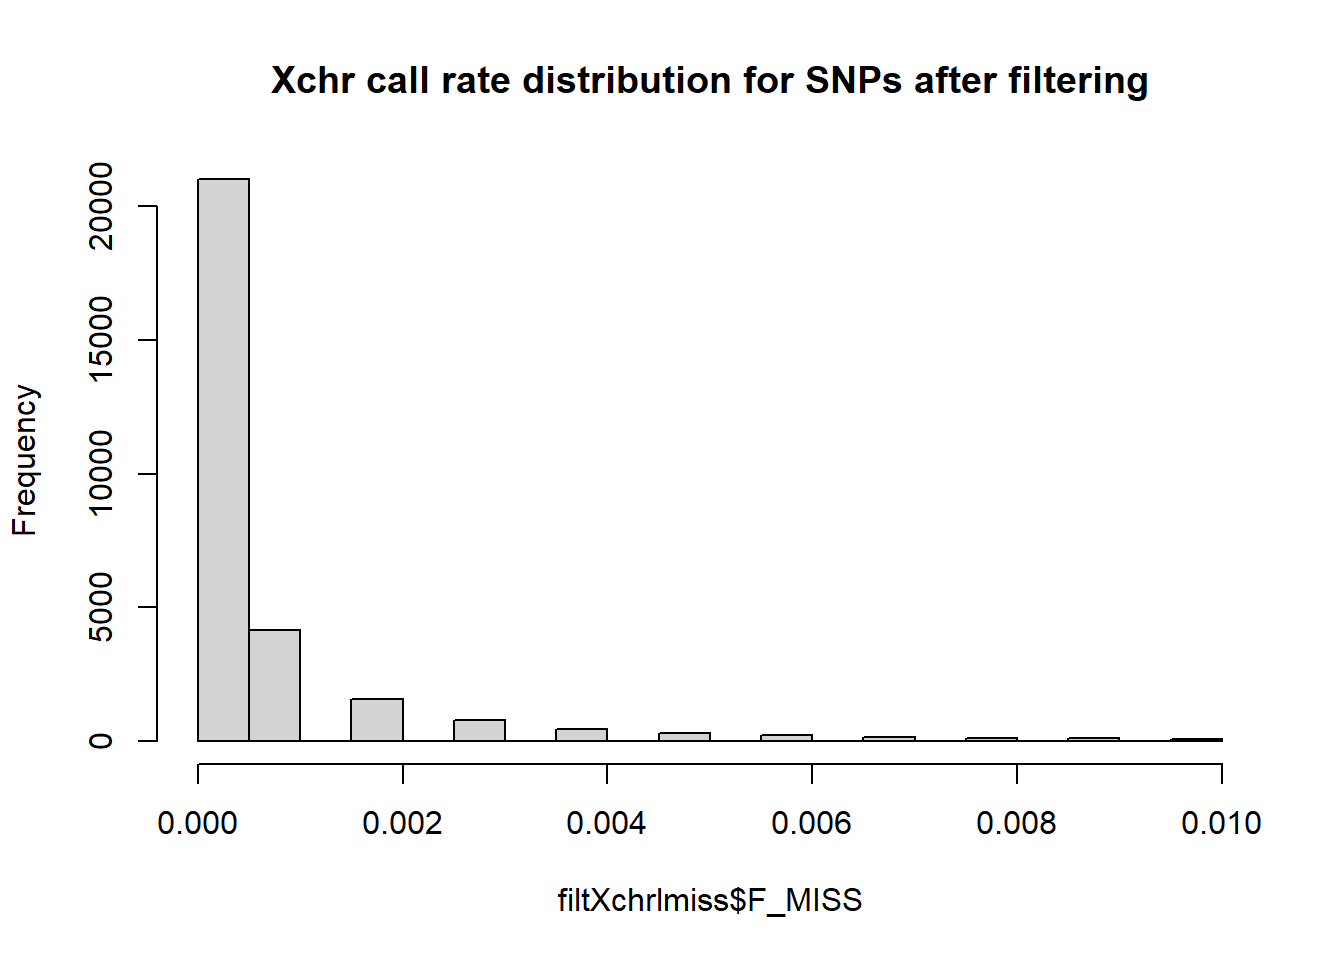 Xchr call rate distribution for SNPs after filtering
Frequency
20000
15000
10000
5000
0
0.000 0.002 0.004 0.006 0.008 0.010
filtXchrlmiss$F_MISS